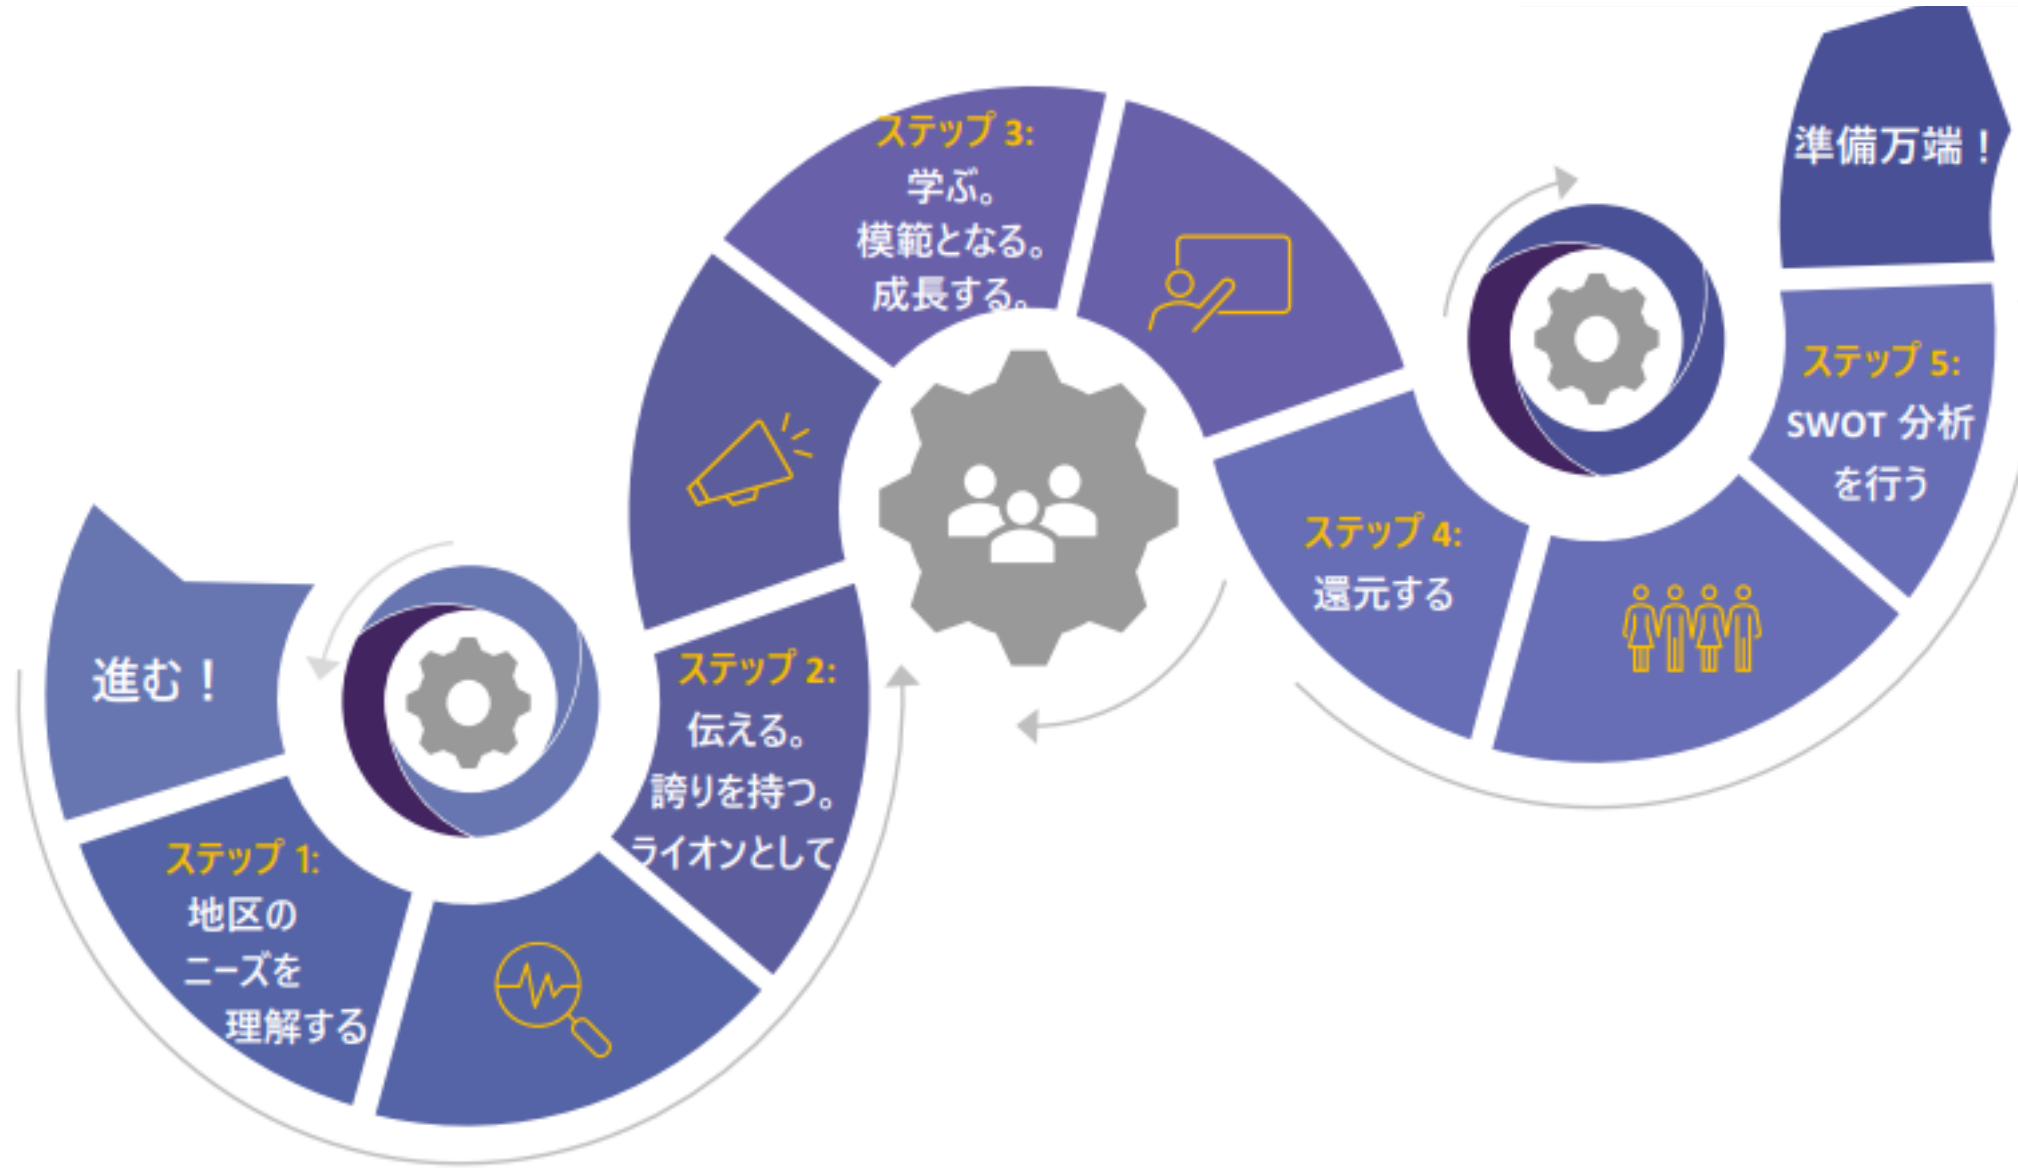 進む！
ステップ 1:
地区の
ニーズを
理解する
ステップ 2:
伝える。
誇りを持つ。
ライオンとして
ステップ 3:
学ぶ。
模範となる。
成長する。
ステップ 4:
還元する
ステップ 5:
SWOT 分析
を行う
準備万端！